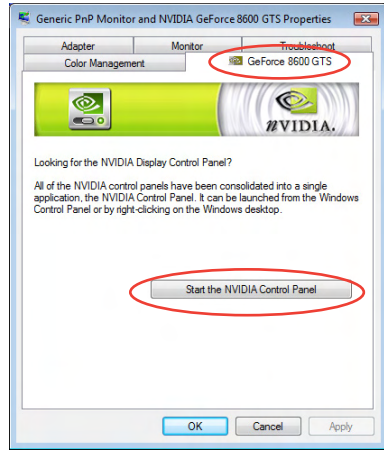 Generic PnP Monitor and NVIDIA GeForce 8600 GTS Properties
Adapter Monitor Troubleshoot
Color Management GeForce 8600 GTS
NVIDIA.
Looking for the NVIDIA Display Control Panel?
All of the NVIDIA control panels have been consolidated into a single
application, the NVIDIA Control Panel. It can be launched from the Windows
Control Panel or by right-clicking on the Windows desktop.
Start the NVIDIA Control Panel
OK Cancel Apply